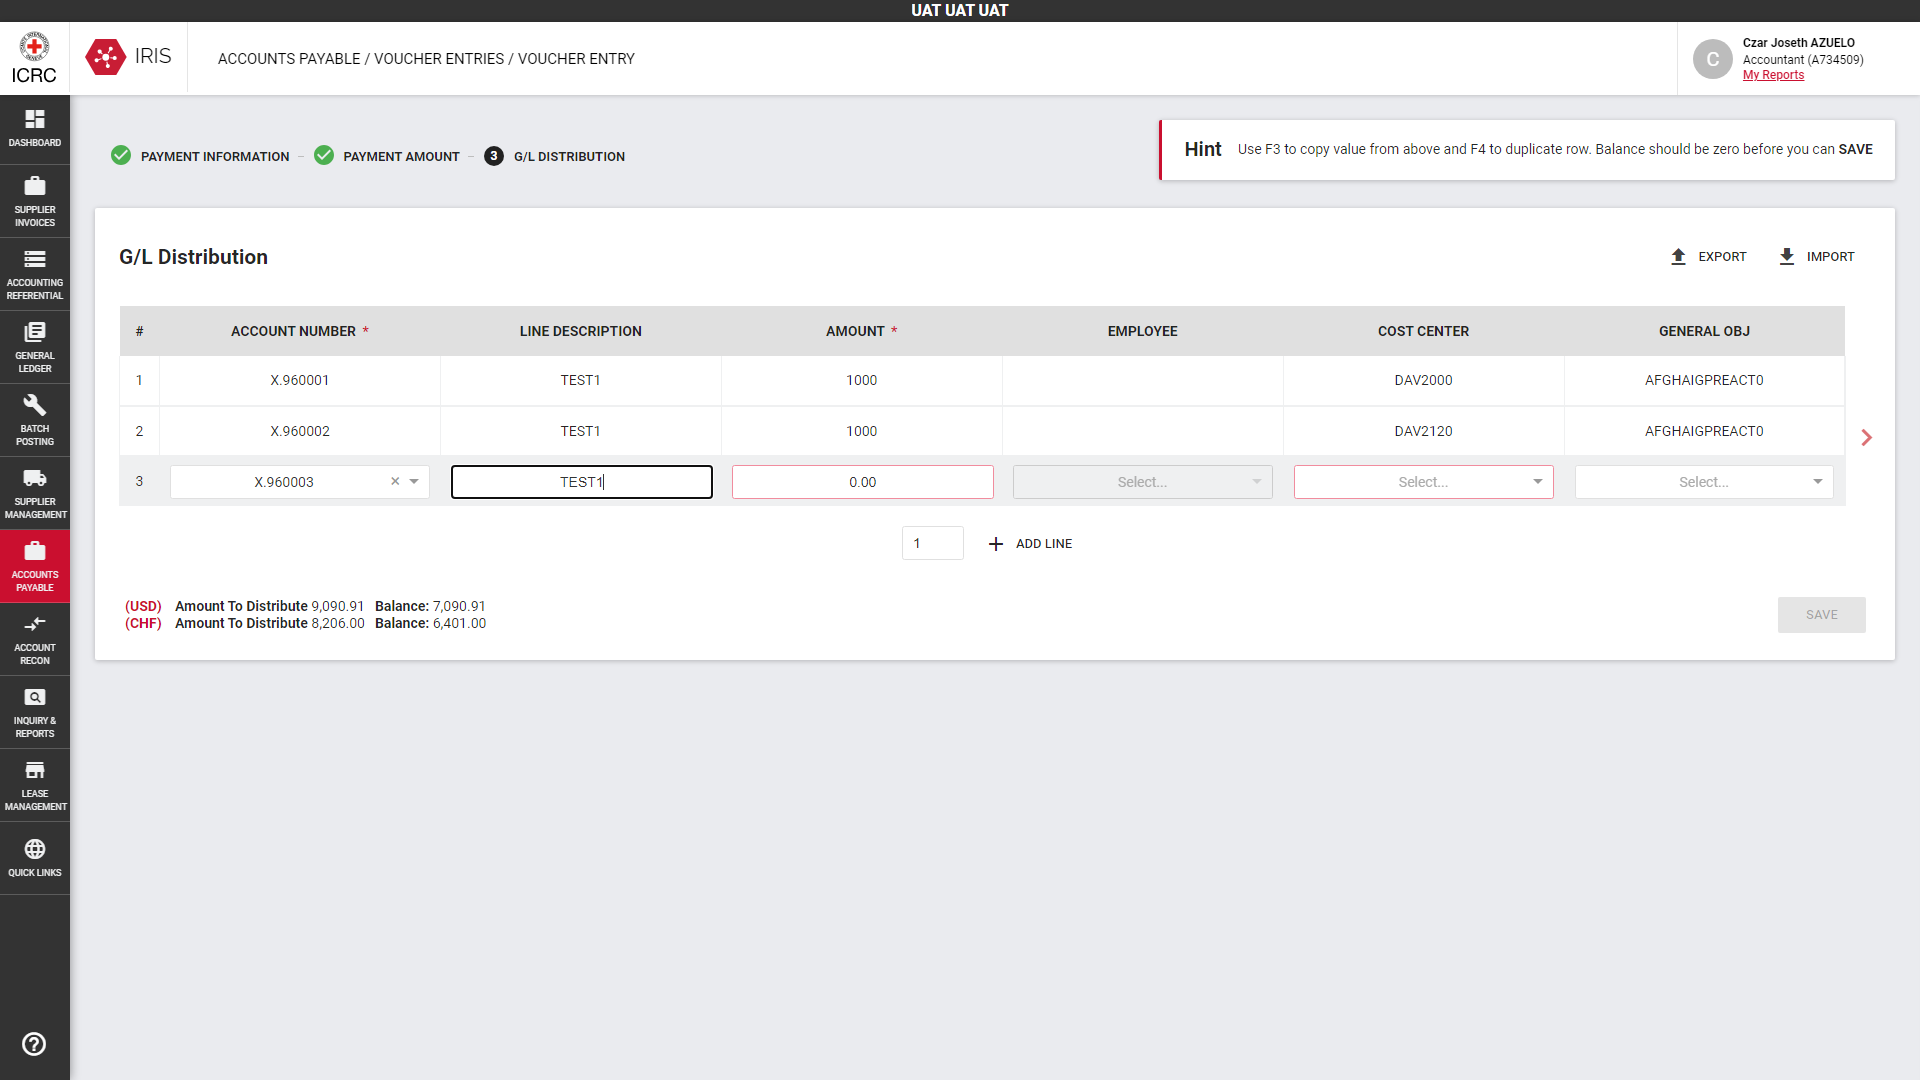 UAT UAT UAT
ICRC
IRIS
ACCOUNTS PAYABLE / VOUCHER ENTRIES / VOUCHER ENTRY
C
Czar Joseth AZUELO
Accountant (A734509)
My Reports
DASHBOARD
SUPPLIER
INVOICES
ACCOUNTING
REFERENTIAL
GENERAL
LEDGER
BATCH
POSTING
SUPPLIER
MANAGEMENT
ACCOUNTS
PAYABLE
ACCOUNT
RECON
INQUIRY &
REPORTS
LEASE
MANAGEMENT
QUICK LINKS
PAYMENT INFORMATION – PAYMENT AMOUNT – 3 G/L DISTRIBUTION
Hint Use F3 to copy value from above and F4 to duplicate row. Balance should be zero before you can SAVE
G/L Distribution
EXPORT IMPORT
# ACCOUNT NUMBER * LINE DESCRIPTION AMOUNT * EMPLOYEE COST CENTER GENERAL OBJ
1 X.960001 TEST1 1000 DAV2000 AFGHAIGPREACT0
2 X.960002 TEST1 1000 DAV2120 AFGHAIGPREACT0
3 X.960003 × TEST1 0.00 Select... Select... Select...
1 + ADD LINE
(USD) Amount To Distribute 9,090.91 Balance: 7,090.91
(CHF) Amount To Distribute 8,206.00 Balance: 6,401.00
SAVE